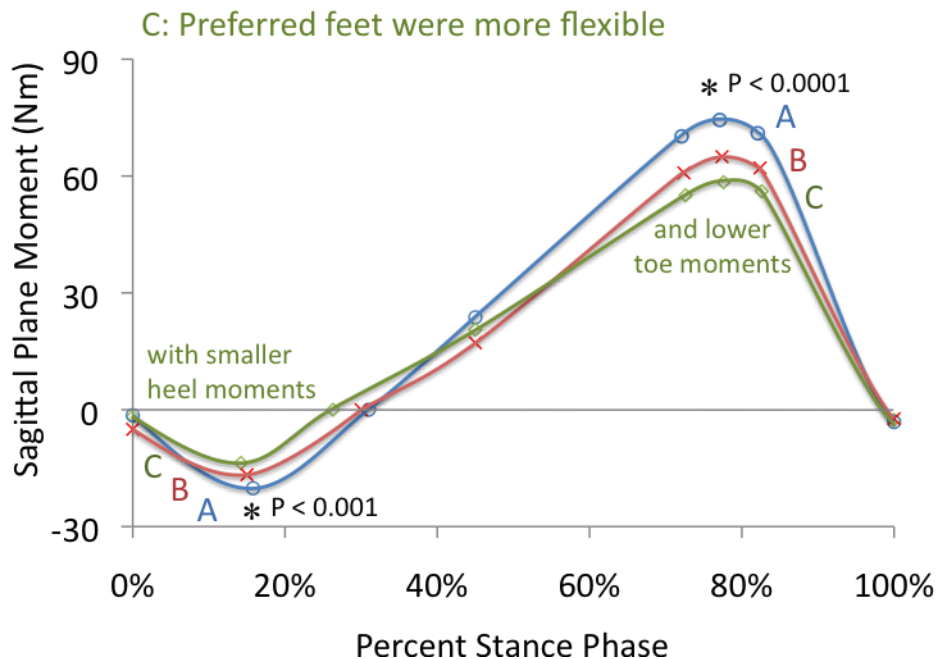 C: Preferred feet were more flexible
90
60
30
0
-30
Sagittal Plane Moment (Nm)
* P < 0.0001
A
B
C
and lower
toe moments
with smaller
heel moments
C
B
A
* P < 0.001
0%
20%
40%
60%
80%
100%
Percent Stance Phase